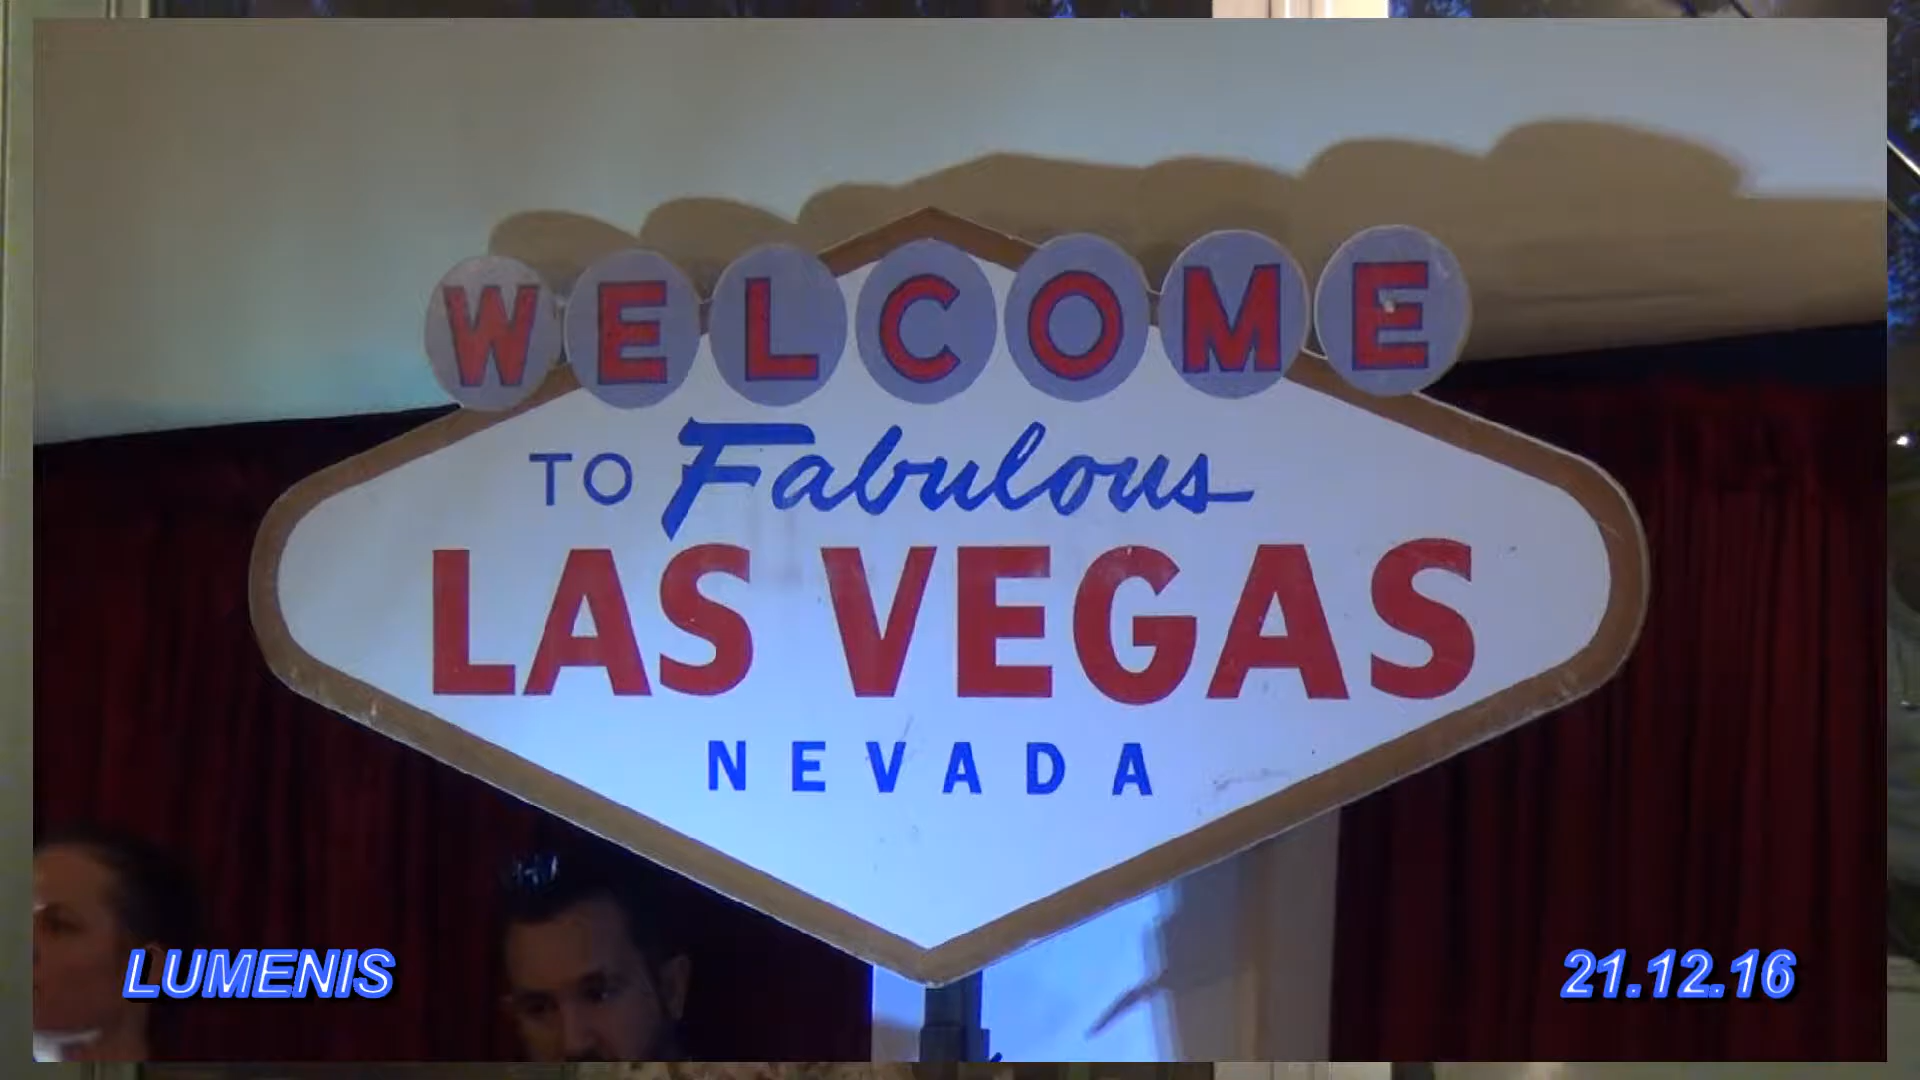 WELCOME
TO Fabulous
LAS VEGAS
NEVADA
LUMENIS
21.12.16